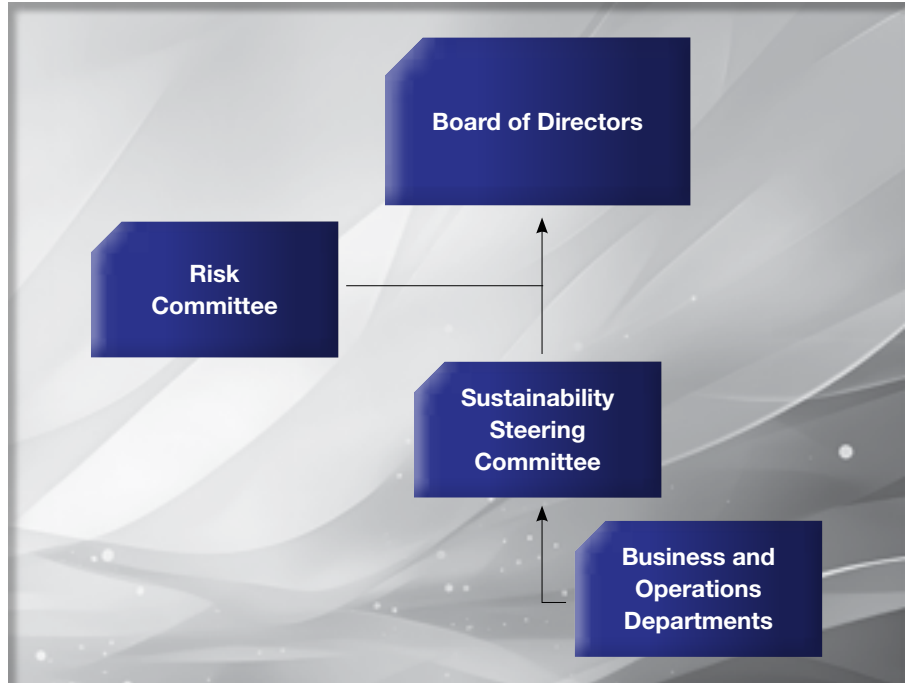 Board of Directors
Risk
Committee
Sustainability
Steering
Committee
Business and
Operations
Departments